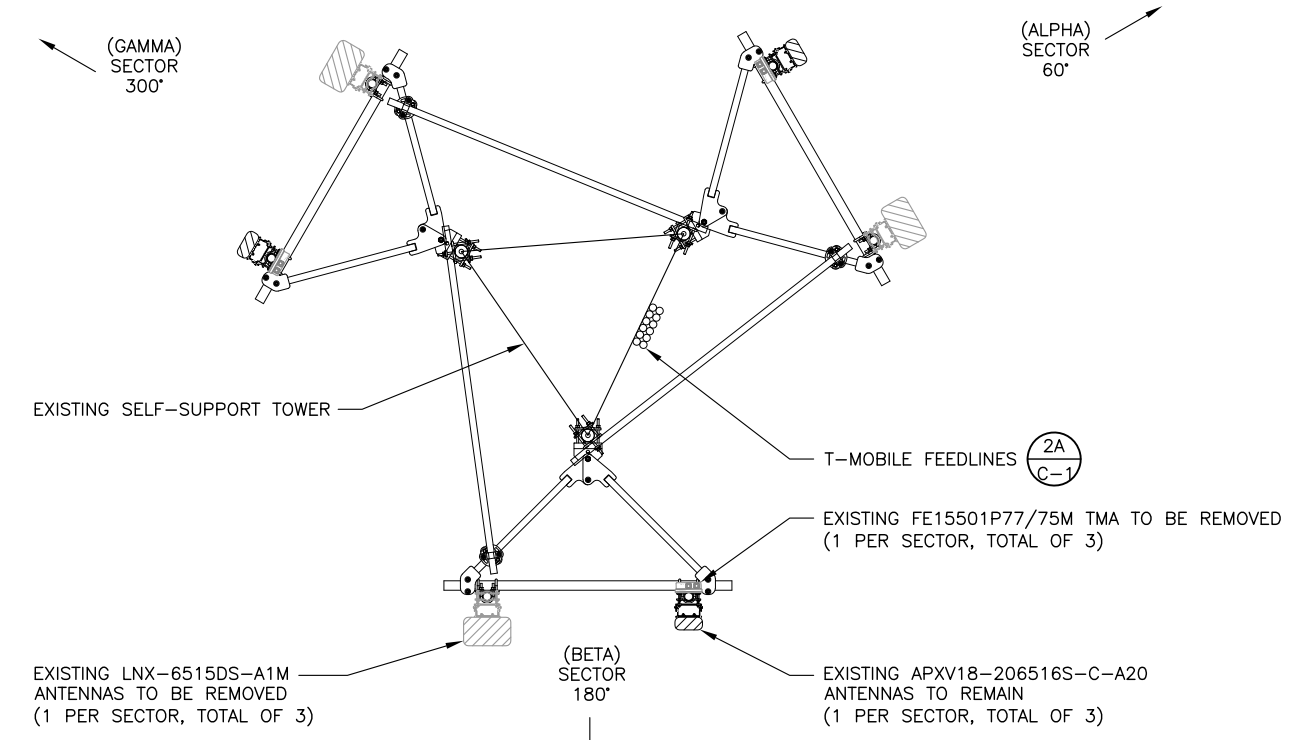 (GAMMA)
SECTOR
300°
(ALPHA)
SECTOR
60°
EXISTING SELF-SUPPORT TOWER
T-MOBILE FEEDLINES
2A
C-1
EXISTING FE15501P77/75M TMA TO BE REMOVED
(1 PER SECTOR, TOTAL OF 3)
EXISTING LNX-6515DS-A1M
ANTENNAS TO BE REMOVED
(1 PER SECTOR, TOTAL OF 3)
(BETA)
SECTOR
180°
EXISTING APXV18-206516S-C-A20
ANTENNAS TO REMAIN
(1 PER SECTOR, TOTAL OF 3)